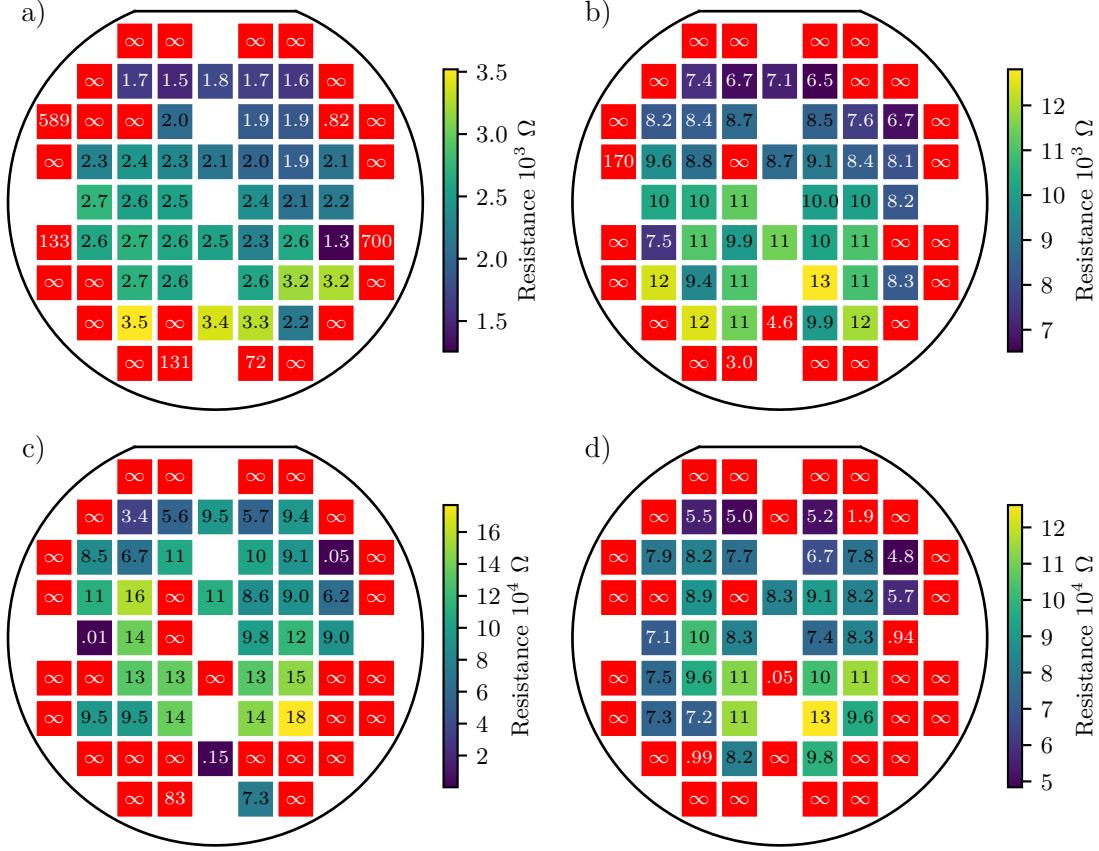 a)
∞ ∞ ∞ ∞
∞ 1.7 1.5 1.8 1.7 1.6 ∞
589 ∞ ∞ 2.0 1.9 1.9 .82 ∞
∞ 2.3 2.4 2.3 2.1 2.0 1.9 2.1 ∞
2.7 2.6 2.5 2.4 2.1 2.2
133 2.6 2.7 2.6 2.5 2.3 2.6 1.3 700
∞ ∞ 2.7 2.6 2.6 3.2 3.2 ∞
∞ 3.5 ∞ 3.4 3.3 2.2 ∞
∞ 131 72 ∞
3.5
3.0
2.5
2.0
1.5
Resistance 10³ Ω
b)
∞ ∞ ∞ ∞
∞ 7.4 6.7 7.1 6.5 ∞ ∞
∞ 8.2 8.4 8.7 8.5 7.6 6.7 ∞
170 9.6 8.8 ∞ 8.7 9.1 8.4 8.1 ∞
10 10 11 10.0 10 8.2
∞ 7.5 11 9.9 11 10 11 ∞ ∞
∞ 12 9.4 11 13 11 8.3 ∞
∞ 12 11 4.6 9.9 12 ∞
∞ 3.0 ∞ ∞
12
11
10
9
8
7
Resistance 10³ Ω
c)
∞ ∞ ∞ ∞
∞ 3.4 5.6 9.5 5.7 9.4 ∞
∞ 8.5 6.7 11 10 9.1 .05 ∞
∞ 11 16 ∞ 11 8.6 9.0 6.2 ∞
.01 14 ∞ 9.8 12 9.0
∞ ∞ 13 13 ∞ 13 15 ∞ ∞
∞ 9.5 9.5 14 14 18 ∞ ∞
∞ ∞ ∞ .15 ∞ ∞ ∞
∞ 83 7.3 ∞
16
14
12
10
8
6
4
2
Resistance 10⁴ Ω
d)
∞ ∞ ∞ ∞
∞ 5.5 5.0 ∞ 5.2 1.9 ∞
∞ 7.9 8.2 7.7 6.7 7.8 4.8 ∞
∞ ∞ 8.9 ∞ 8.3 9.1 8.2 5.7 ∞
7.1 10 8.3 7.4 8.3 .94
∞ 7.5 9.6 11 .05 10 11 ∞ ∞
∞ 7.3 7.2 11 13 9.6 ∞ ∞
∞ .99 8.2 ∞ 9.8 ∞ ∞
∞ ∞ ∞ ∞
12
11
10
9
8
7
6
5
Resistance 10⁴ Ω